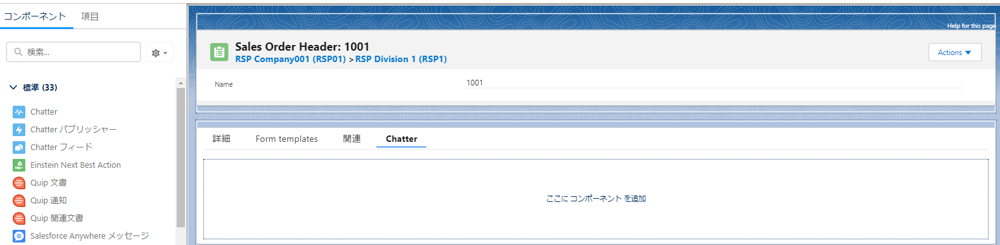 コンポーネント 項目
検索...
標準 (33)
Chatter
Chatter パブリッシャー
Chatter フィード
Einstein Next Best Action
Quip 文書
Quip 通知
Quip 関連文書
Salesforce Anywhere メッセージ
Help for this page
Sales Order Header: 1001
RSP Company001 (RSP01) > RSP Division 1 (RSP1)
Actions
Name 1001
詳細 Form templates 関連 Chatter
ここに コンポーネント を追加